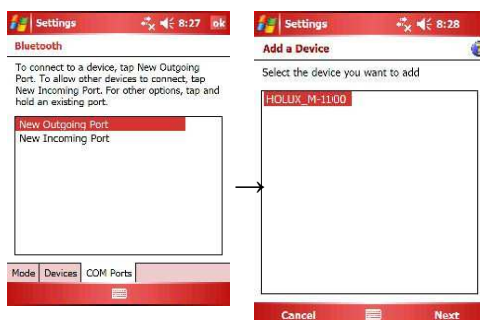 Settings 8:27 ok
Bluetooth
To connect to a device, tap New Outgoing
Port. To allow other devices to connect, tap
New Incoming Port. For other options, tap and
hold an existing port.
New Outgoing Port
New Incoming Port
Mode Devices COM Ports
→
Settings 8:28
Add a Device
Select the device you want to add
HOLUX_M-1100
Cancel Next